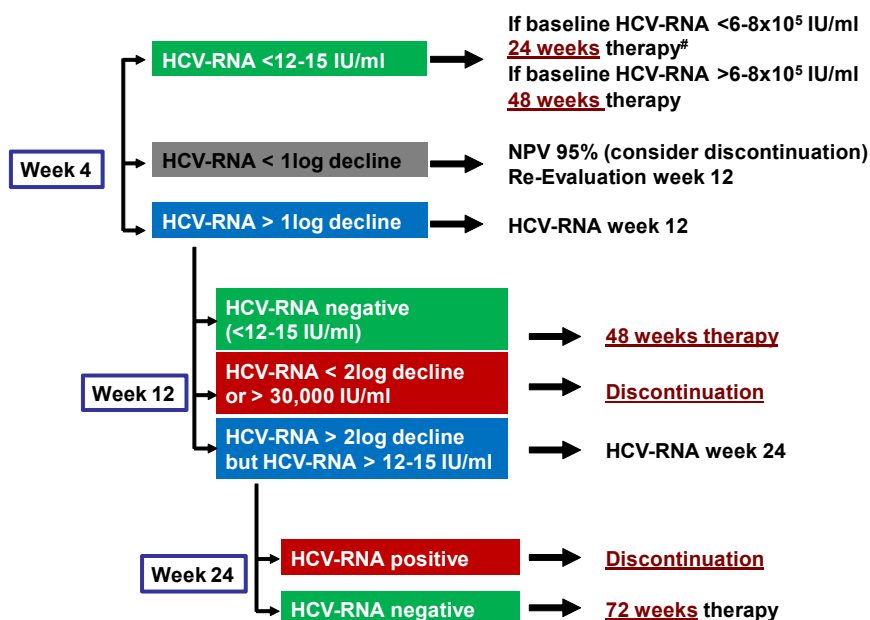 HCV-RNA <12-15 IU/ml
If baseline HCV-RNA <6-8x10⁵ IU/ml
24 weeks therapy#
If baseline HCV-RNA >6-8x10⁵ IU/ml
48 weeks therapy
Week 4
HCV-RNA < 1log decline
NPV 95% (consider discontinuation)
Re-Evaluation week 12
HCV-RNA > 1log decline
HCV-RNA week 12
Week 12
HCV-RNA negative
(<12-15 IU/ml)
48 weeks therapy
HCV-RNA < 2log decline
or > 30,000 IU/ml
Discontinuation
HCV-RNA > 2log decline
but HCV-RNA > 12-15 IU/ml
HCV-RNA week 24
Week 24
HCV-RNA positive
Discontinuation
HCV-RNA negative
72 weeks therapy